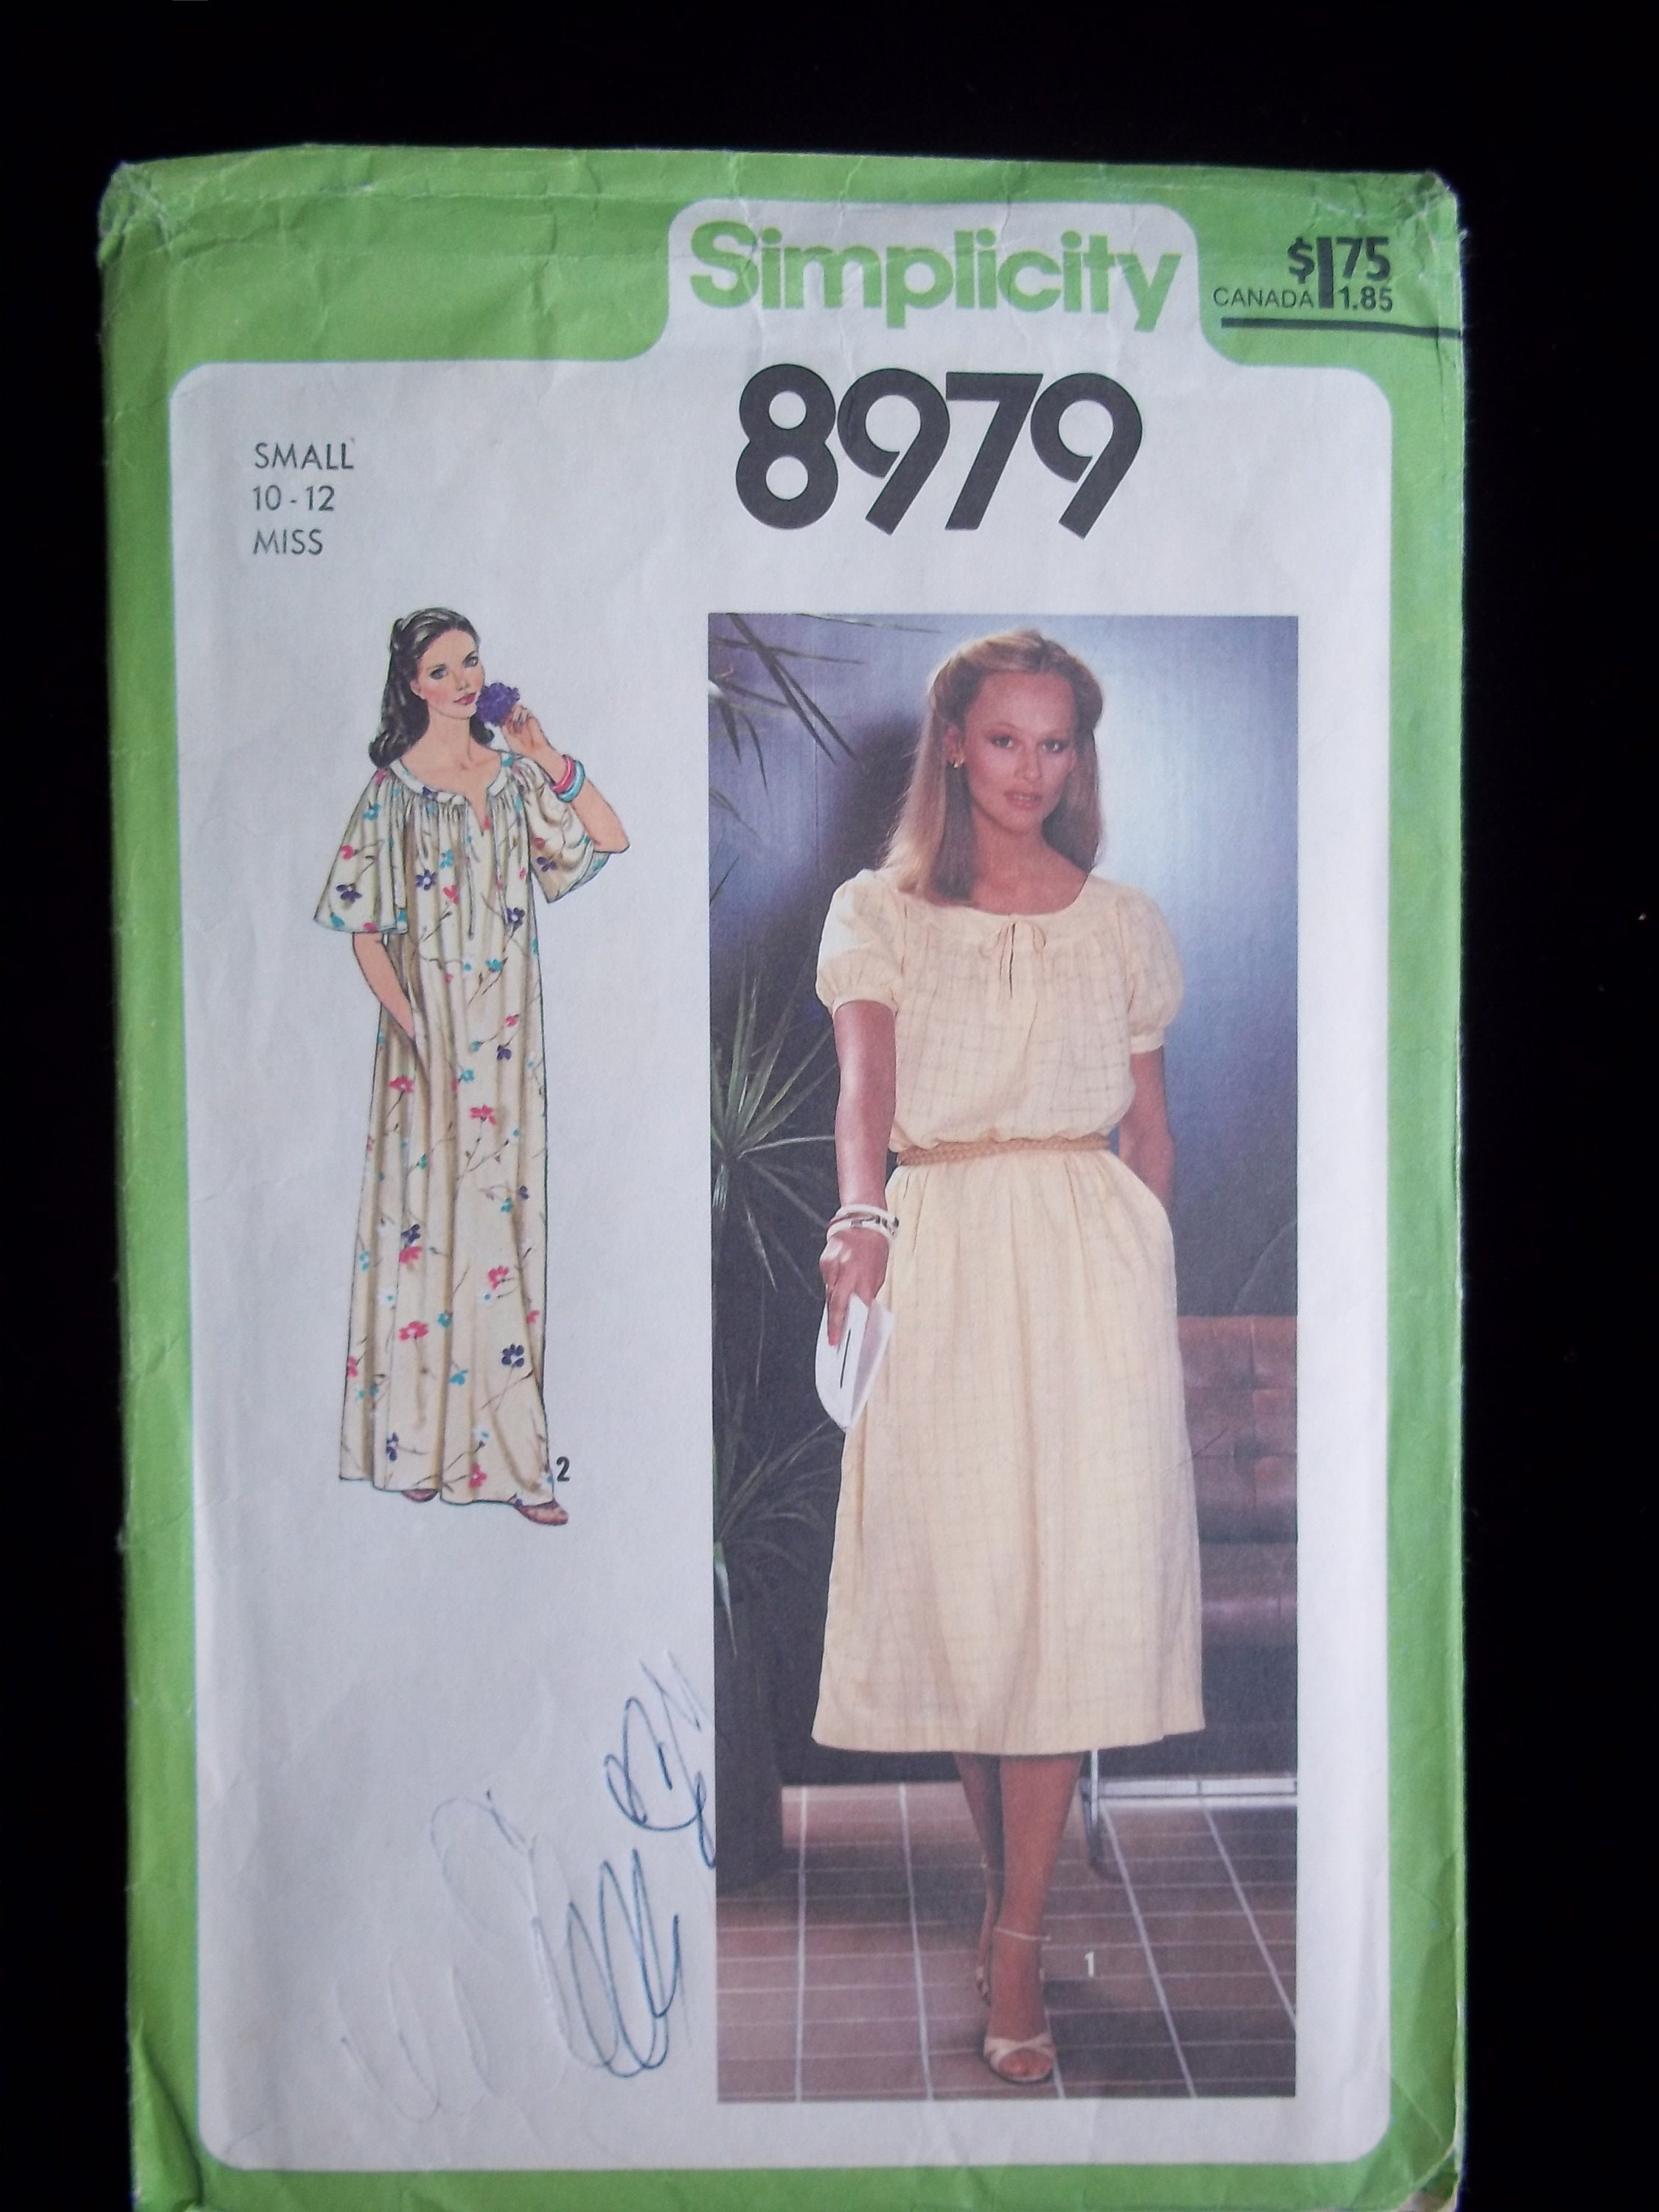 Simplicity
$1.75
CANADA 1.85
8979
SMALL
10 - 12
MISS
2
1